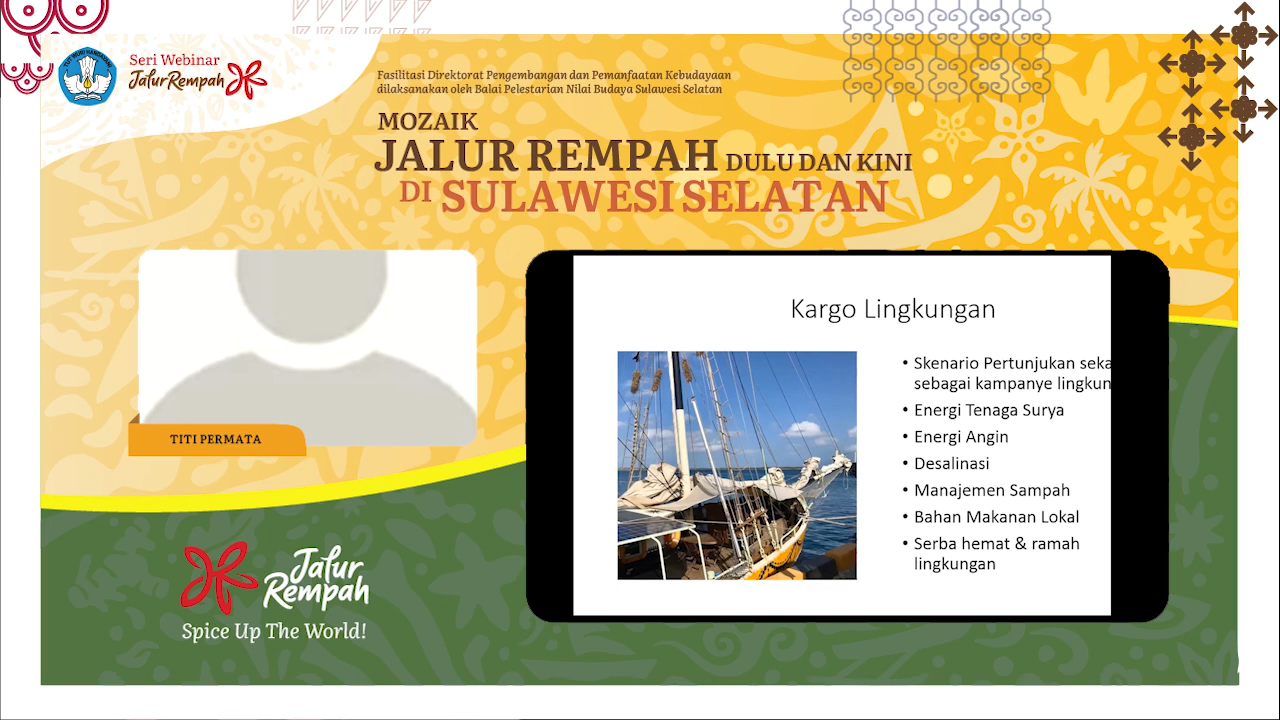 Seri Webinar
Jalur Rempah
Fasilitasi Direktorat Pengembangan dan Pemanfaatan Kebudayaan
dilaksanakan oleh Balai Pelestarian Nilai Budaya Sulawesi Selatan
MOZAIK
JALUR REMPAH DULU DAN KINI
DI SULAWESI SELATAN
TITI PERMATA
Kargo Lingkungan
• Skenario Pertunjukan seka
sebagai kampanye lingkun
• Energi Tenaga Surya
• Energi Angin
• Desalinasi
• Manajemen Sampah
• Bahan Makanan Lokal
• Serba hemat & ramah
lingkungan
Jalur
Rempah
Spice Up The World!